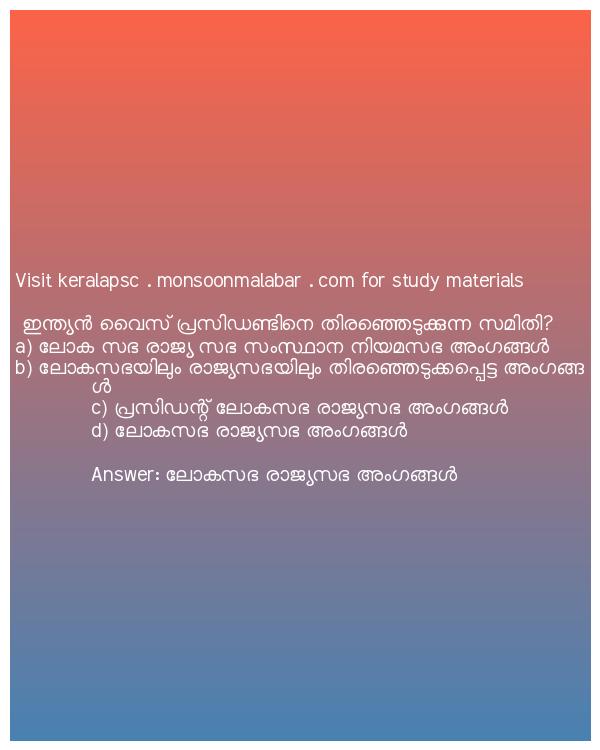 Visit keralapsc . monsoonmalabar . com for study materials
ഇന്ത്യൻ വൈസ് പ്രസിഡണ്ടിനെ തിരഞ്ഞെടുക്കുന്ന സമിതി?
a) ലോക സഭ രാജ്യ സഭ സംസ്ഥാന നിയമസഭ അംഗങ്ങൾ
b) ലോകസഭയിലും രാജ്യസഭയിലും തിരഞ്ഞെടുക്കപ്പെട്ട അംഗങ്ങ
ൾ
c) പ്രസിഡന്റ് ലോകസഭ രാജ്യസഭ അംഗങ്ങൾ
d) ലോകസഭ രാജ്യസഭ അംഗങ്ങൾ
Answer: ലോകസഭ രാജ്യസഭ അംഗങ്ങൾ